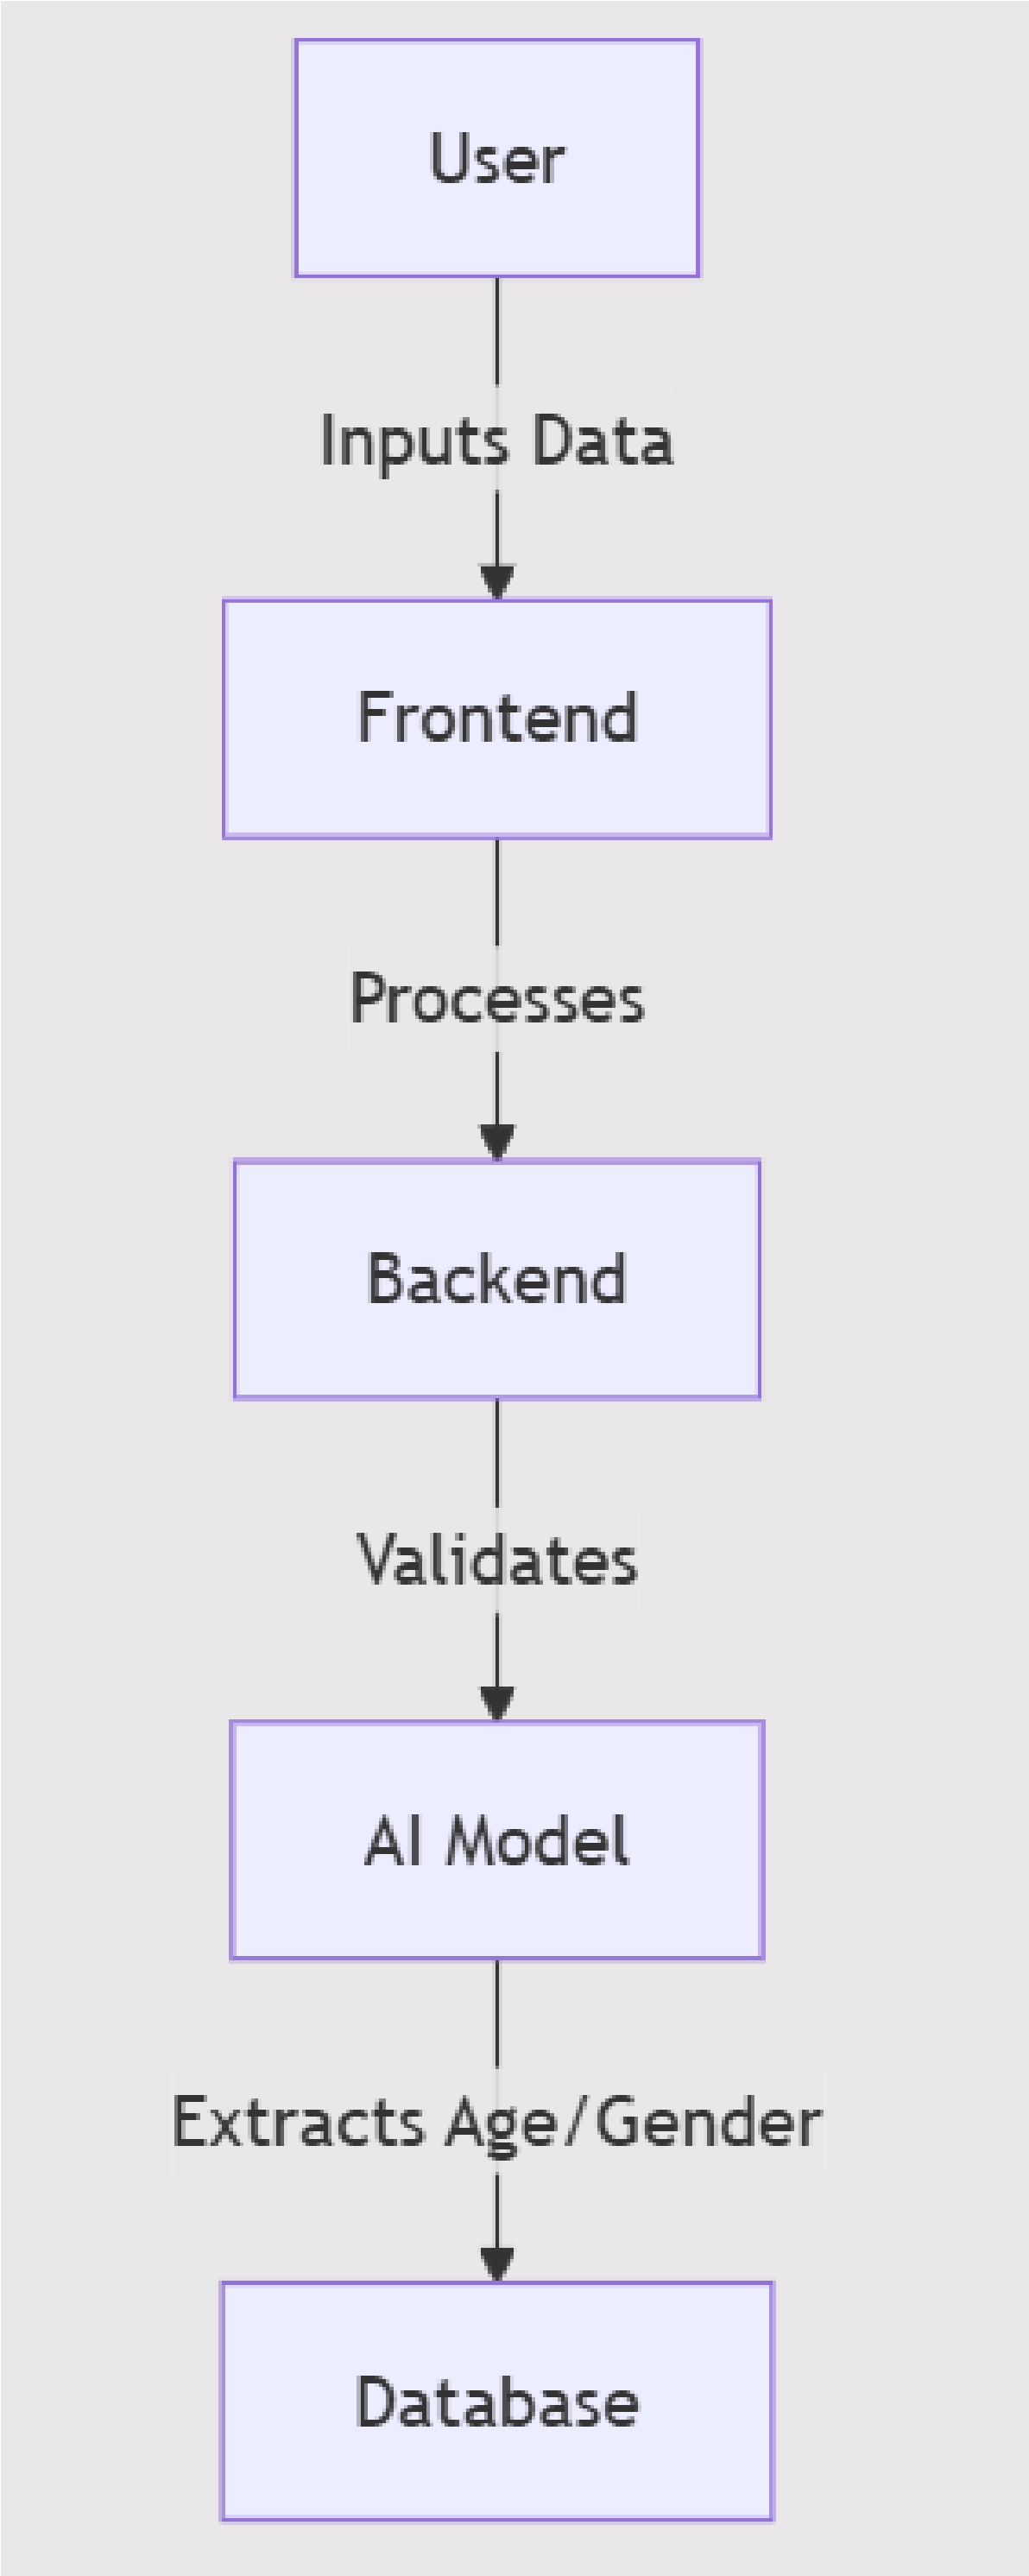 User
Inputs Data
Frontend
Processes
Backend
Validates
AI Model
Extracts Age/Gender
Database